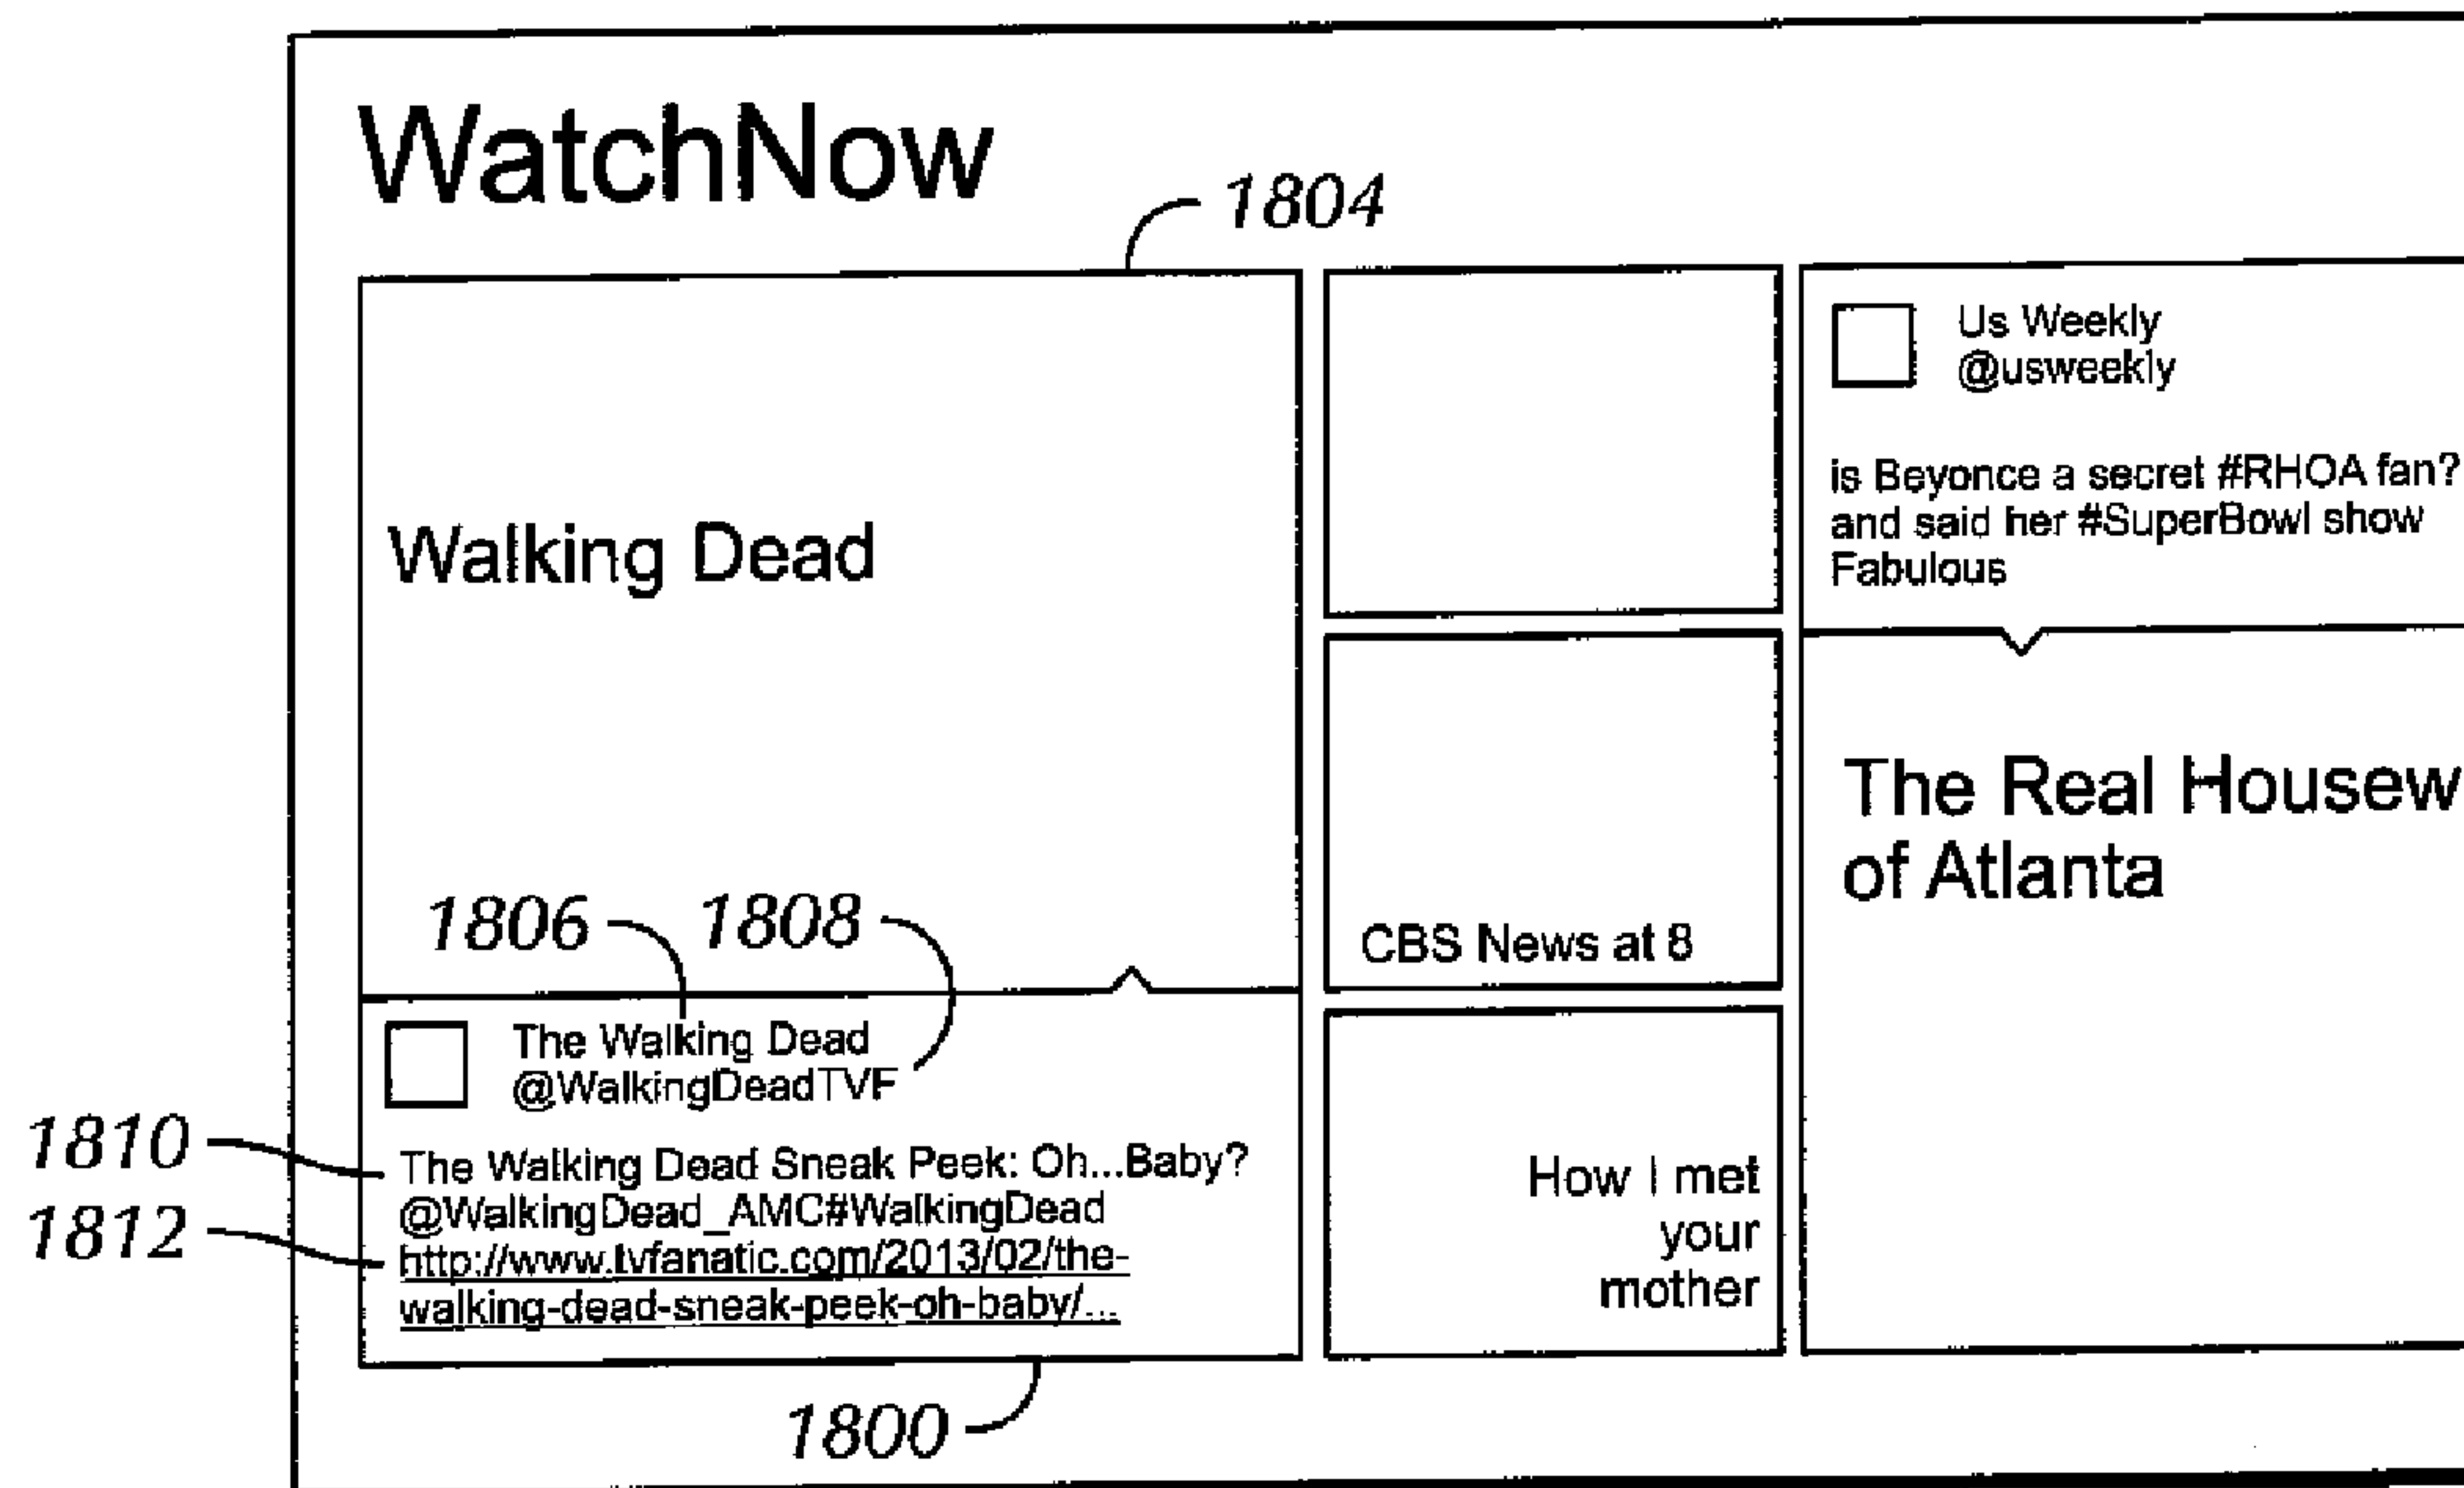 WatchNow
1804
Walking Dead
1806
1808
The Walking Dead
@WalkingDeadTVF
1810
The Walking Dead Sneak Peek: Oh...Baby?
@WalkingDead_AMC#WalkingDead
1812
http://www.tvfanatic.com/2013/02/the-
walking-dead-sneak-peek-oh-baby/...
1800
CBS News at 8
How I met
your
mother
Us Weekly
@usweekly
is Beyonce a secret #RHOA fan?
and said her #SuperBowl show
Fabulous
The Real Housew
of Atlanta